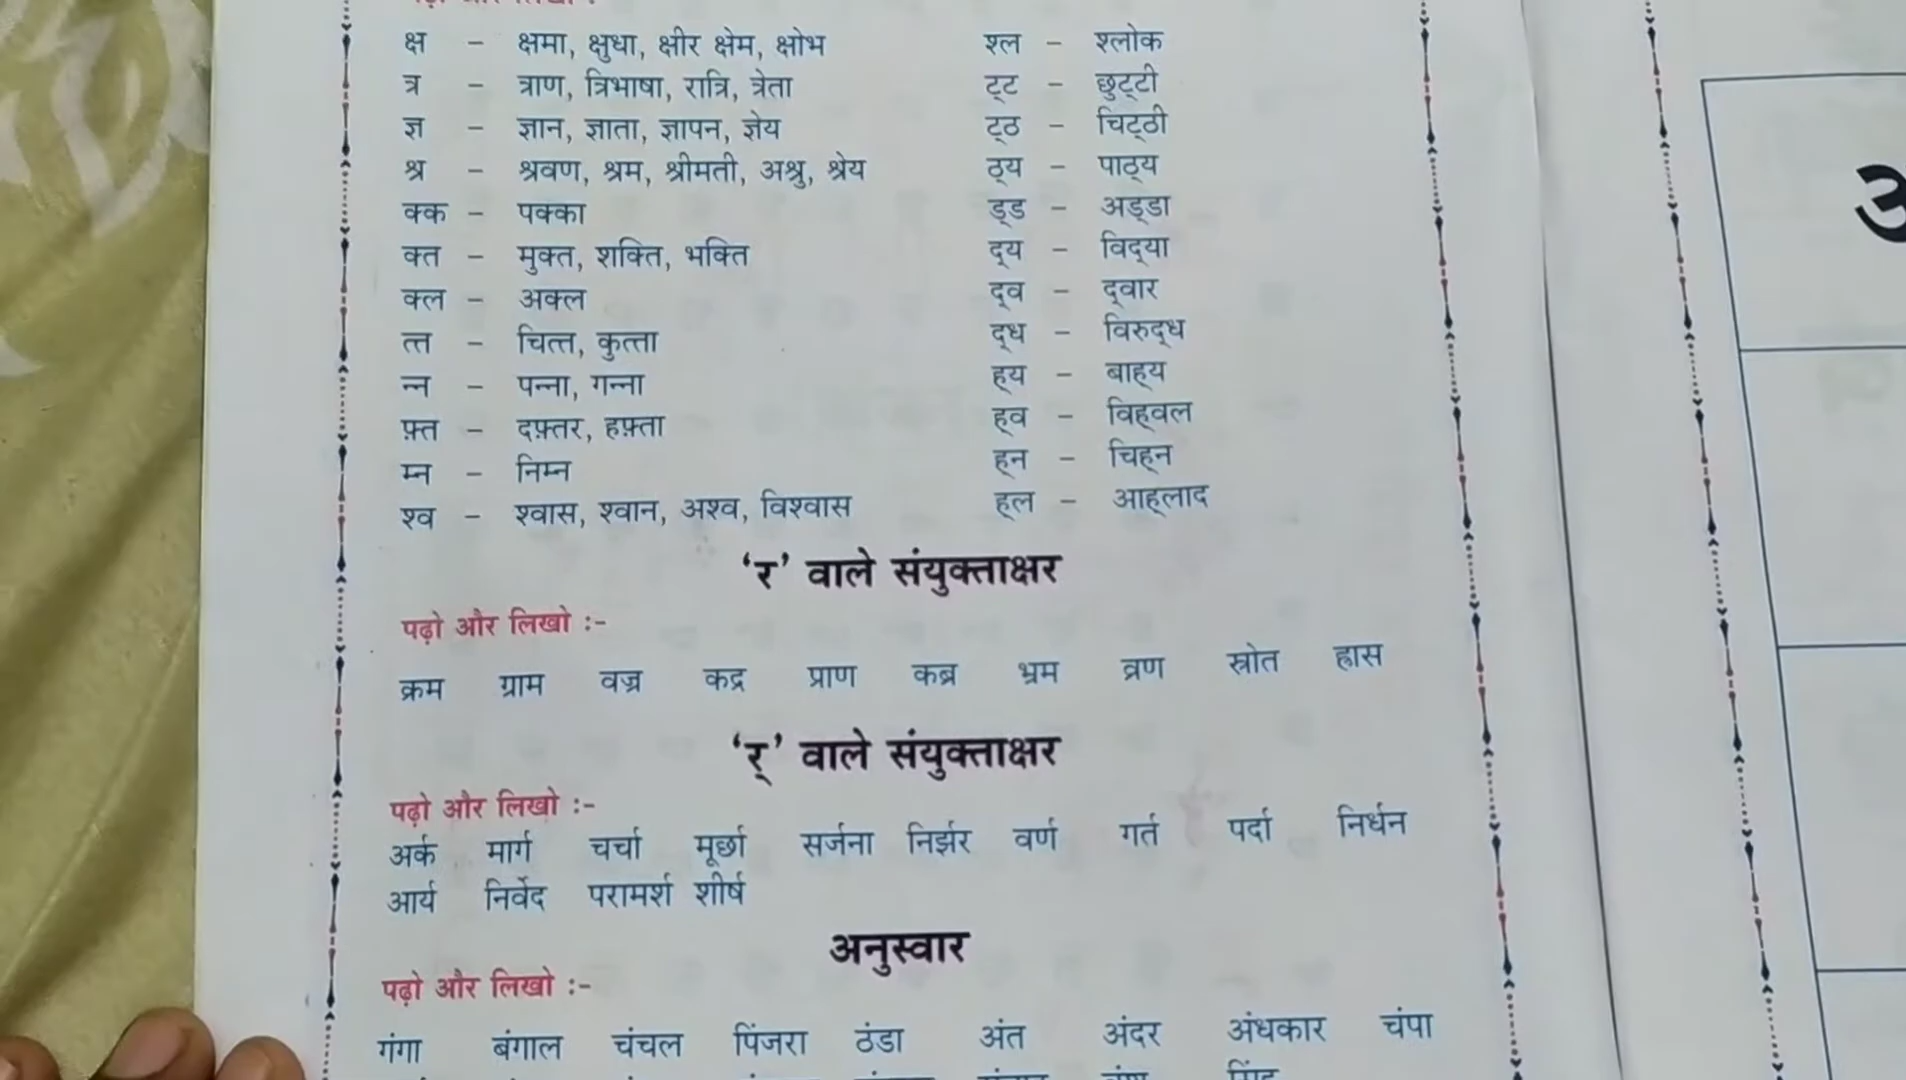 पढ़ो और लिखो :-
क्ष - क्षमा, क्षुधा, क्षीर क्षेम, क्षोभ
त्र - त्राण, त्रिभाषा, रात्रि, त्रेता
ज्ञ - ज्ञान, ज्ञाता, ज्ञापन, ज्ञेय
श्र - श्रवण, श्रम, श्रीमती, अश्रु, श्रेय
क्क - पक्का
क्त - मुक्त, शक्ति, भक्ति
क्ल - अक्ल
त्त - चित्त, कुत्ता
न्न - पन्ना, गन्ना
फ़्त - दफ़्तर, हफ़्ता
म्न - निम्न
श्व - श्वास, श्वान, अश्व, विश्वास
श्ल - श्लोक
ट्‌ट - छुट्‌टी
ट्‌ठ - चिट्‌ठी
ठ्‌य - पाठ्‌य
ड्‌ड - अड्‌डा
द्‌य - विद्‌या
द्‌व - द्‌वार
द्‌ध - विरुद्‌ध
ह्‌य - बाह्‌य
ह्‌व - विह्‌वल
ह्‌न - चिह्‌न
ह्‌ल - आह्‌लाद
‘र’ वाले संयुक्ताक्षर
पढ़ो और लिखो :-
क्रम ग्राम वज्र कद्र प्राण कब्र भ्रम व्रण स्रोत ह्रास
‘र्’ वाले संयुक्ताक्षर
पढ़ो और लिखो :-
अर्क मार्ग चर्चा मूर्छा सर्जना निर्झर वर्ण गर्त पर्दा निर्धन
आर्य निर्वेद परामर्श शीर्ष
अनुस्वार
पढ़ो और लिखो :-
गंगा बंगाल चंचल पिंजरा ठंडा अंत अंदर अंधकार चंपा